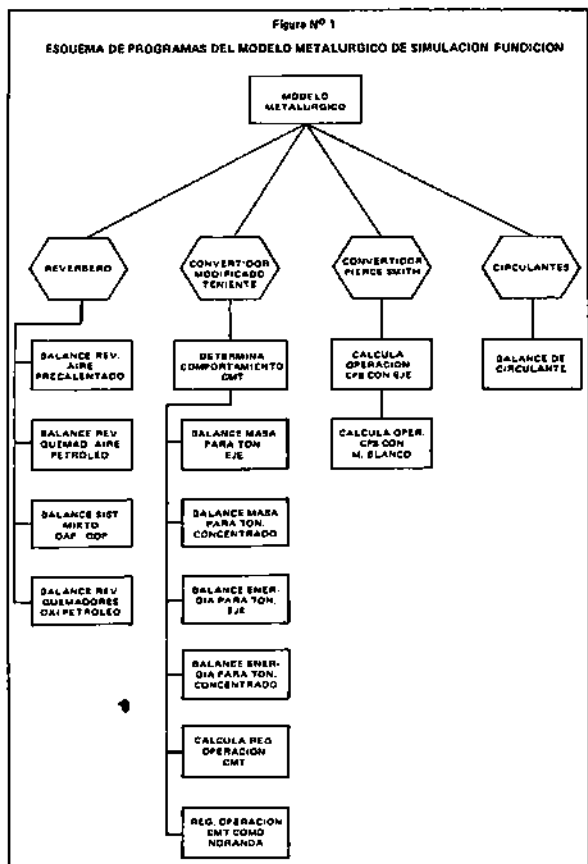 Figura Nº 1
ESQUEMA DE PROGRAMAS DEL MODELO METALURGICO DE SIMULACION FUNDICION
MODELO
METALURGICO
REVERBERO
CONVERTIDOR
MODIFICADO
TENIENTE
CONVERTIDOR
PIERCE SMITH
CIRCULANTES
BALANCE REV.
AIRE
PRECALENTADO
BALANCE REV
QUEMAD. AIRE
PETROLEO
BALANCE SIST
MIXTO
OAF - OOP
BALANCE REV
QUEMADORES
OXI PETROLEO
DETERMINA
COMPORTAMIENTO
CMT
BALANCE MASA
PARA TON
EJE
BALANCE MASA
PARA TON.
CONCENTRADO
BALANCE ENER-
GIA PARA TON.
EJE
BALANCE ENER-
GIA PARA TON.
CONCENTRADO
CALCULA REG
OPERACION
CMT
REG. OPERACION
CMT COMO
NORANDA
CALCULA
OPERACION
CPS CON EJE
CALCULA OPER.
CPS CON
M. BLANCO
BALANCE DE
CIRCULANTE